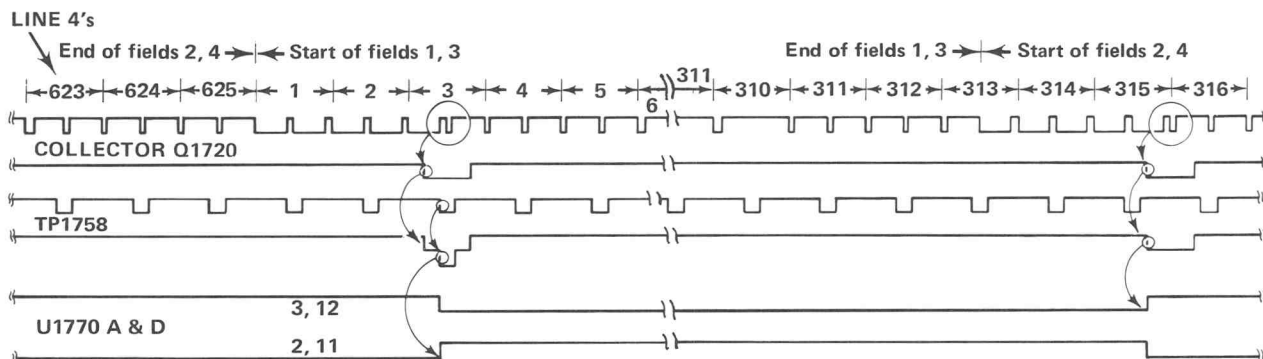 LINE 4's
End of fields 2, 4 Start of fields 1, 3 End of fields 1, 3 Start of fields 2, 4
623 624 625 1 2 3 4 5 6 311 310 311 312 313 314 315 316
COLLECTOR Q1720
TP1758
3, 12
U1770 A & D
2, 11